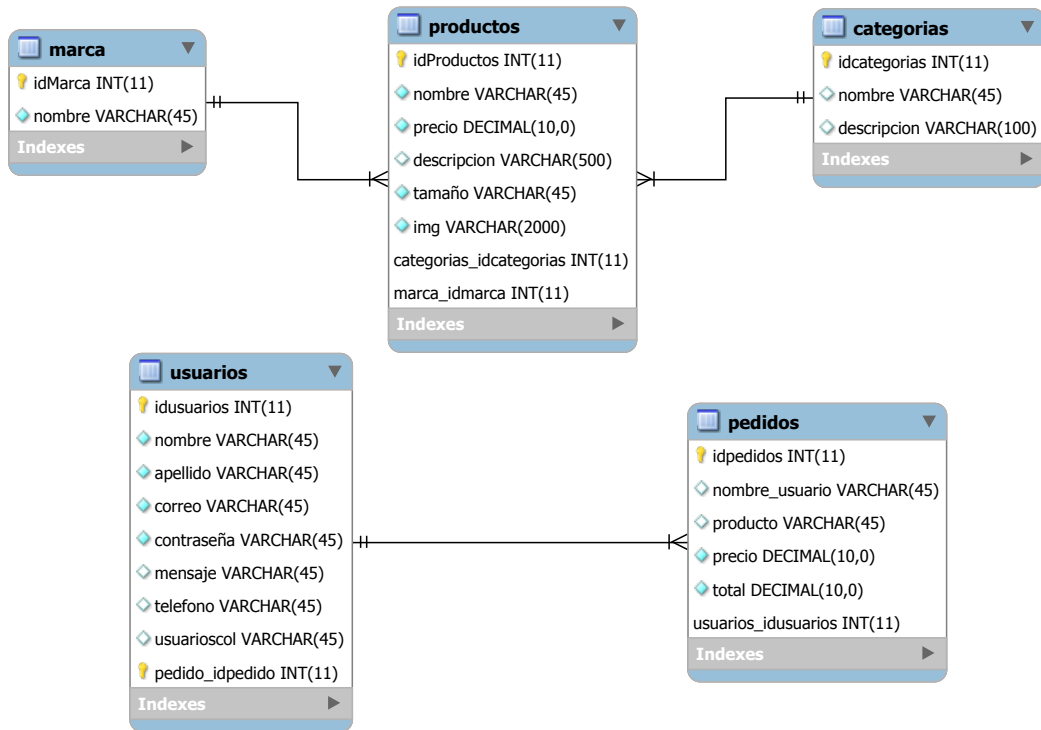 marca
idMarca INT(11)
nombre VARCHAR(45)
Indexes
productos
idProductos INT(11)
nombre VARCHAR(45)
precio DECIMAL(10,0)
descripcion VARCHAR(500)
tamaño VARCHAR(45)
img VARCHAR(2000)
categorias_idcategorias INT(11)
marca_idmarca INT(11)
Indexes
categorias
idcategorias INT(11)
nombre VARCHAR(45)
descripcion VARCHAR(100)
Indexes
usuarios
idusuarios INT(11)
nombre VARCHAR(45)
apellido VARCHAR(45)
correo VARCHAR(45)
contraseña VARCHAR(45)
mensaje VARCHAR(45)
telefono VARCHAR(45)
usuarioscol VARCHAR(45)
pedido_idpedido INT(11)
Indexes
pedidos
idpedidos INT(11)
nombre_usuario VARCHAR(45)
producto VARCHAR(45)
precio DECIMAL(10,0)
total DECIMAL(10,0)
usuarios_idusuarios INT(11)
Indexes